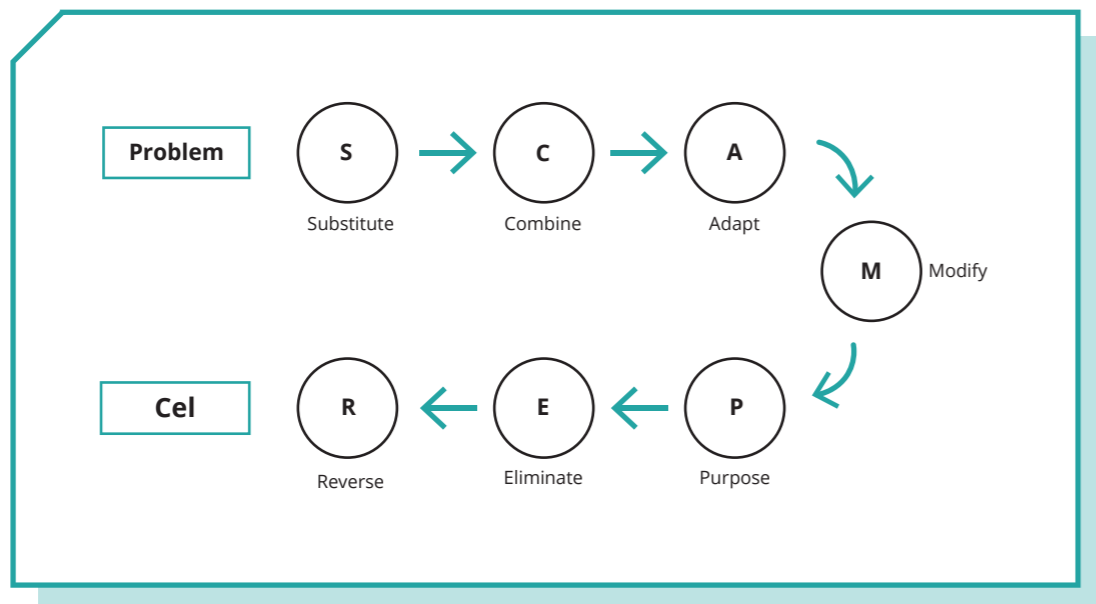 Problem
S
Substitute
C
Combine
A
Adapt
M
Modify
P
Purpose
E
Eliminate
R
Reverse
Cel